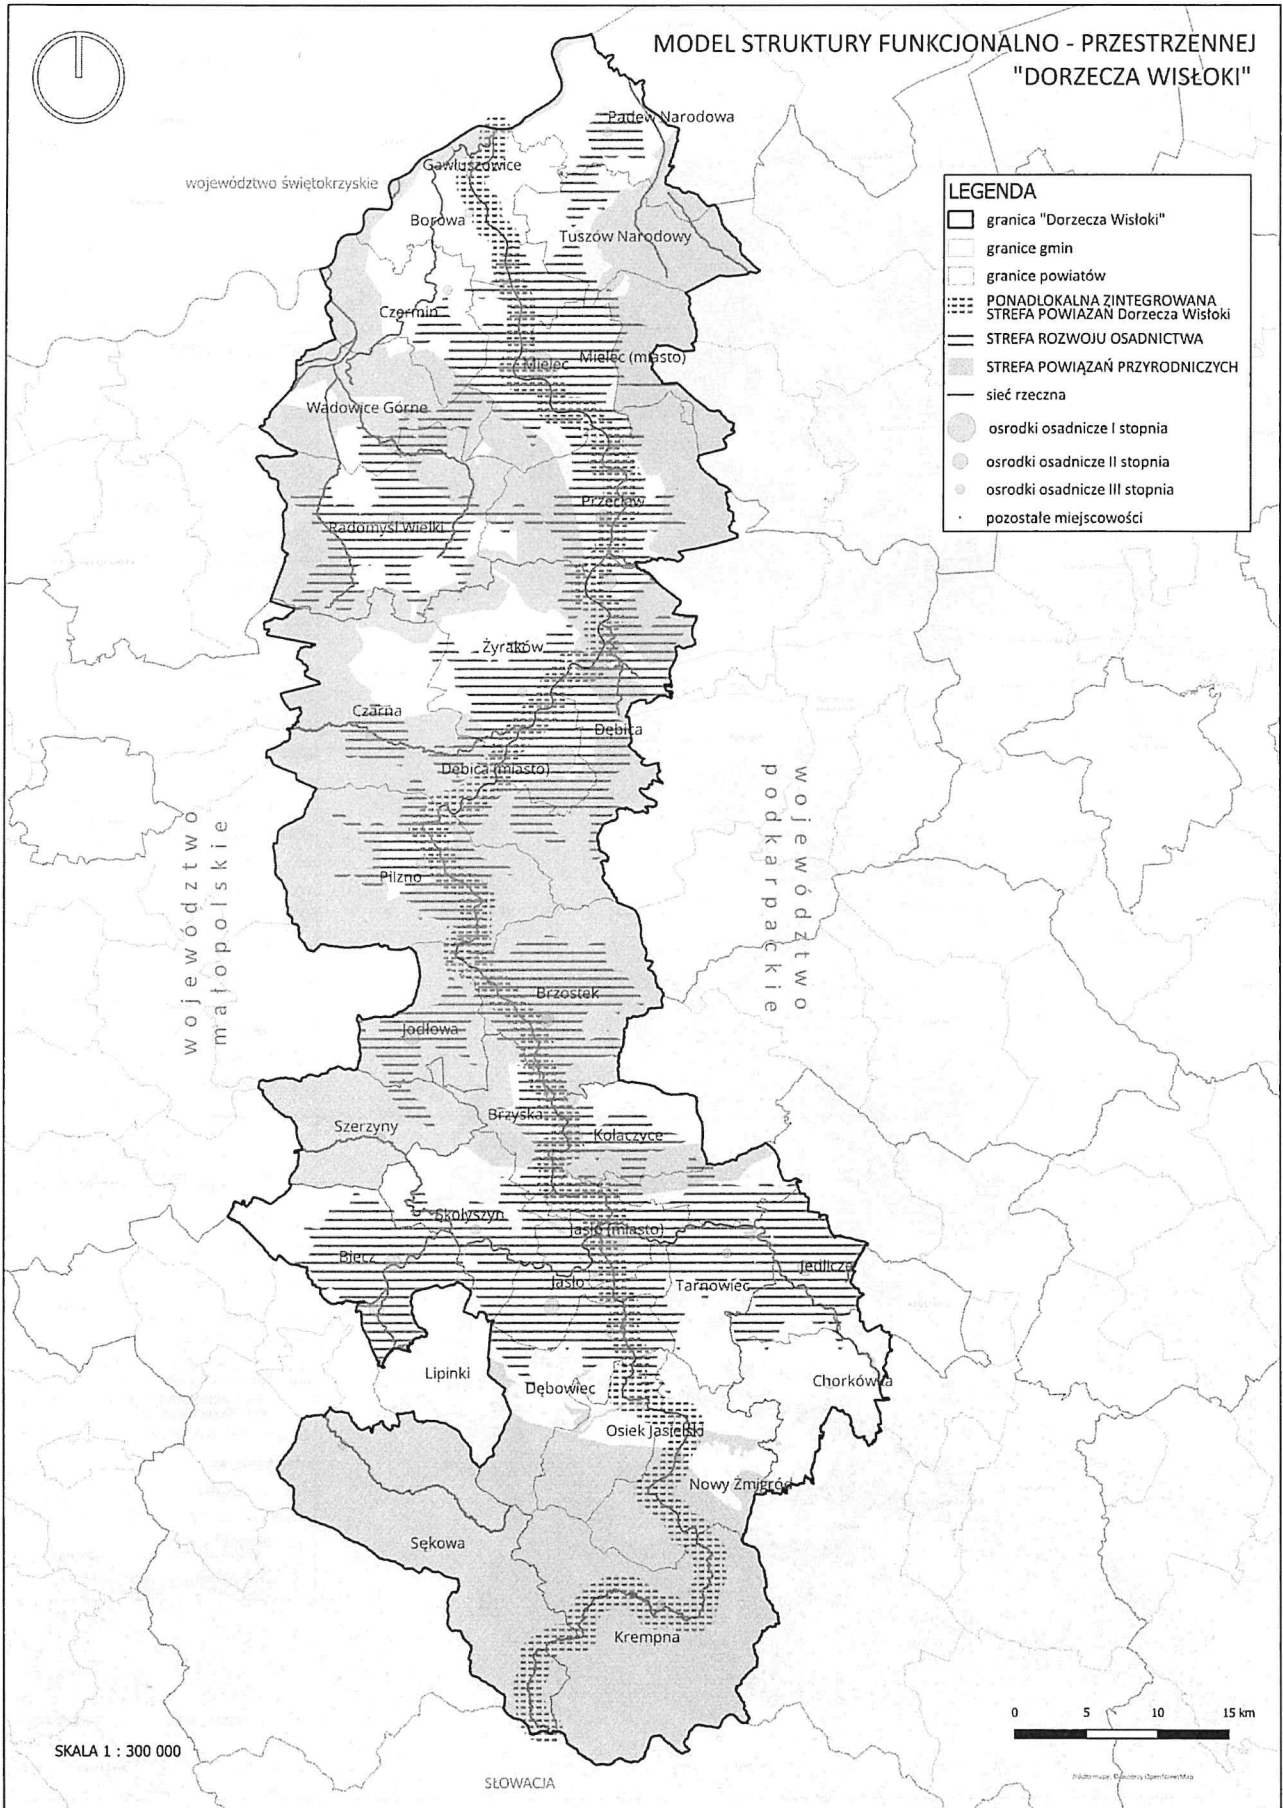 MODEL STRUKTURY FUNKCJONALNO - PRZESTRZENNEJ
"DORZECZA WISŁOKI"
Padew Narodowa
Gawłuszowice
województwo świętokrzyskie
Borowa
Tuszów Narodowy
Czermin
Mielec
Mielec (miasto)
Wadowice Górne
Przecław
Radomyśl Wielki
LEGENDA
granica "Dorzecza Wisłoki"
granice gmin
granice powiatów
PONADLOKALNA ZINTEGROWANA
STREFA POWIAZAŃ Dorzecza Wisłoki
STREFA ROZWOJU OSADNICTWA
STREFA POWIĄZAŃ PRZYRODNICZYCH
sieć rzeczna
osrodki osadnicze I stopnia
osrodki osadnicze II stopnia
osrodki osadnicze III stopnia
pozostałe miejscowości
Żyraków
Czarna
Dębica
Dębica (miasto)
województwo
małopolskie
województwo
podkarpackie
Pilzno
Brzostek
Jodłowa
Brzyska
Szerzyny
Kołaczyce
Skołyszyn
Jasło (miasto)
Biecz
Jasło
Tarnowiec
Jedlicze
Lipinki
Dębowiec
Chorkówka
Osiek Jasielski
Nowy Żmigród
Sękowa
Krempna
0 5 10 15 km
SKALA 1 : 300 000
SŁOWACJA